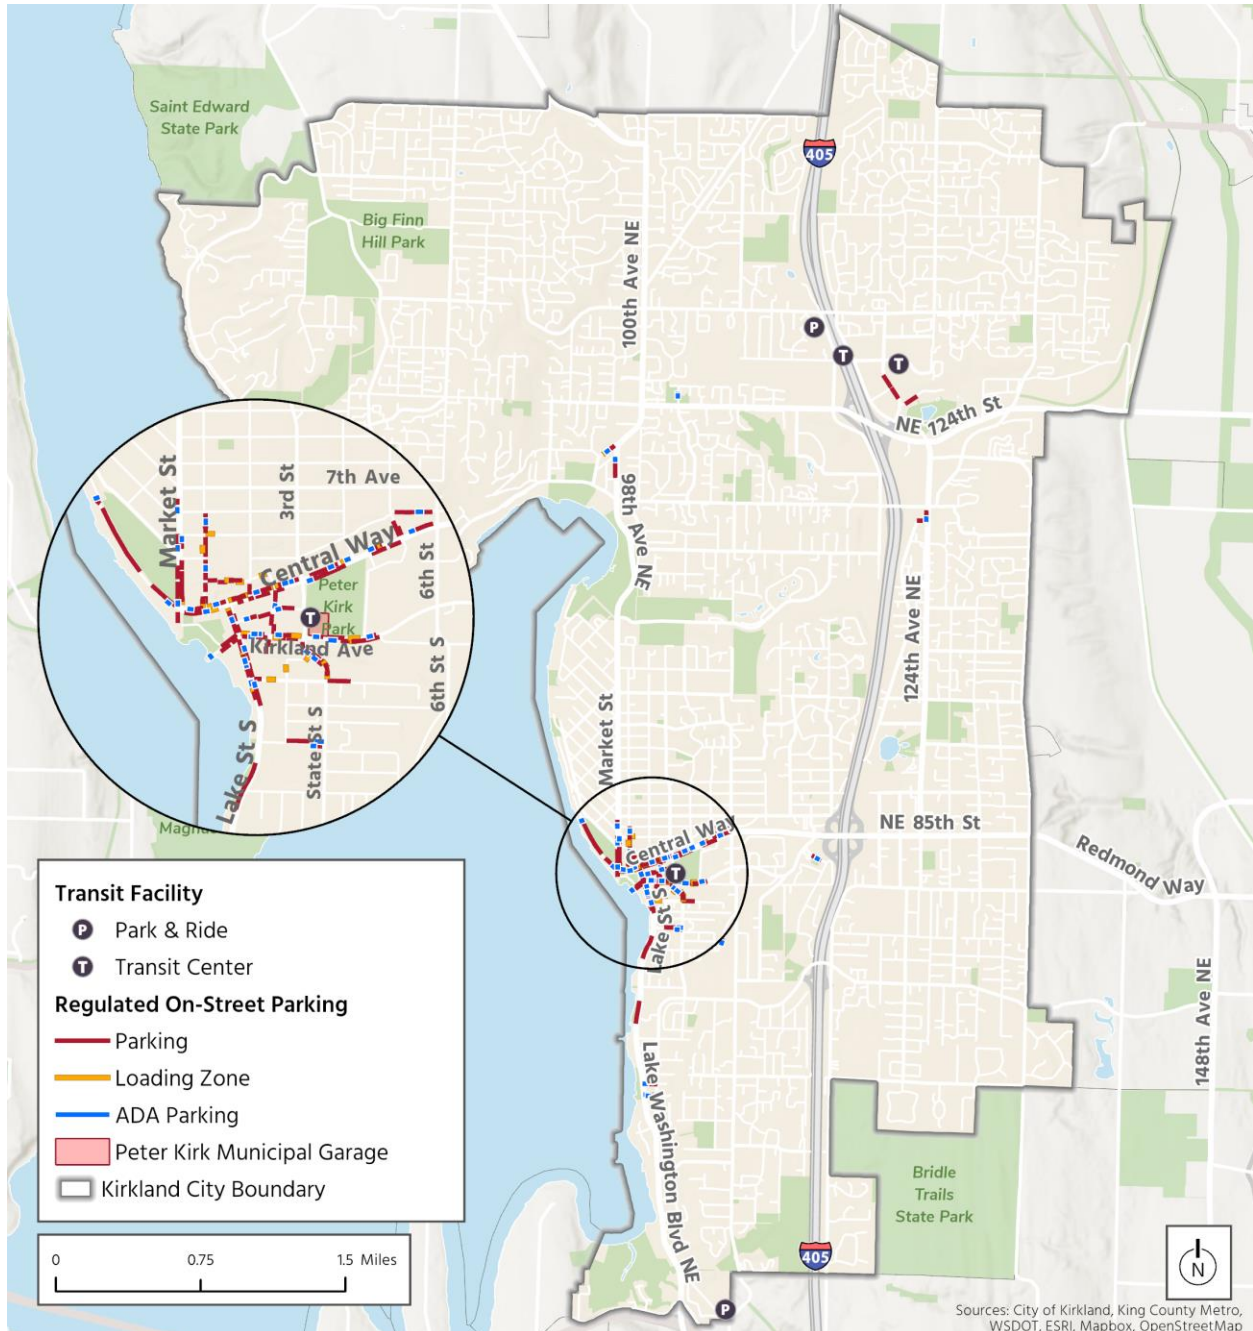 Saint Edward
State Park
405
Big Finn
Hill Park
100th Ave NE
P
T
T
NE 124th St
98th Ave NE
124th Ave NE
Market St
3rd St
7th Ave
Central Way
6th St
Peter
Kirk
Park
T
Kirkland Ave
6th St S
State St S
Lake St S
Market St
Central Way
T
Lake St S
NE 85th St
Redmond Way
148th Ave NE
Lake Washington Blvd NE
Bridle
Trails
State Park
405
P
Transit Facility
P Park & Ride
T Transit Center
Regulated On-Street Parking
Parking
Loading Zone
ADA Parking
Peter Kirk Municipal Garage
Kirkland City Boundary
0 0.75 1.5 Miles
N
Sources: City of Kirkland, King County Metro,
WSDOT, ESRI, Mapbox, OpenStreetMap